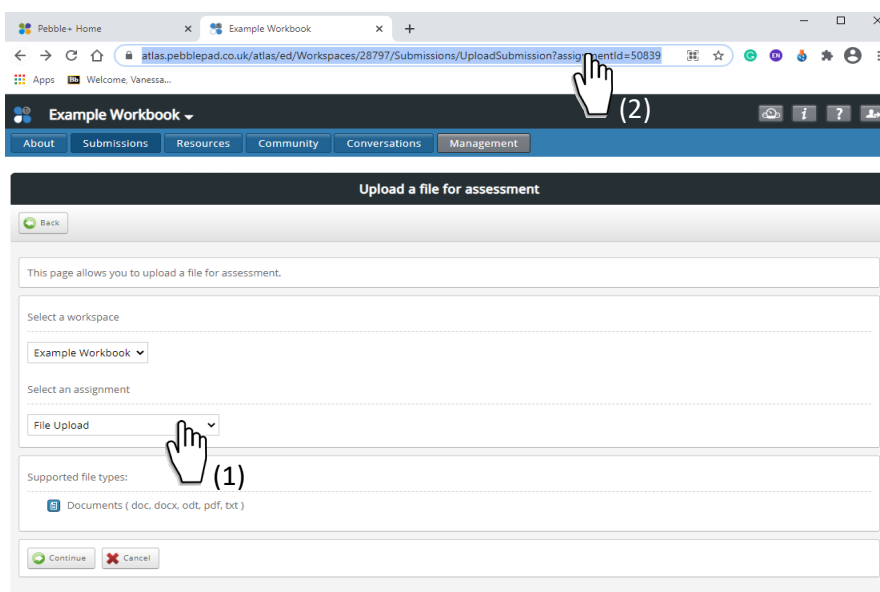 Pebble+ Home
Example Workbook
atlas.pebblepad.co.uk/atlas/ed/Workspaces/28797/Submissions/UploadSubmission?assignmentId=50839
Apps Bb Welcome, Vanessa...
(2)
Example Workbook
About Submissions Resources Community Conversations Management
Upload a file for assessment
Back
This page allows you to upload a file for assessment.
Select a workspace
Example Workbook
Select an assignment
File Upload
(1)
Supported file types:
Documents ( doc, docx, odt, pdf, txt )
Continue Cancel